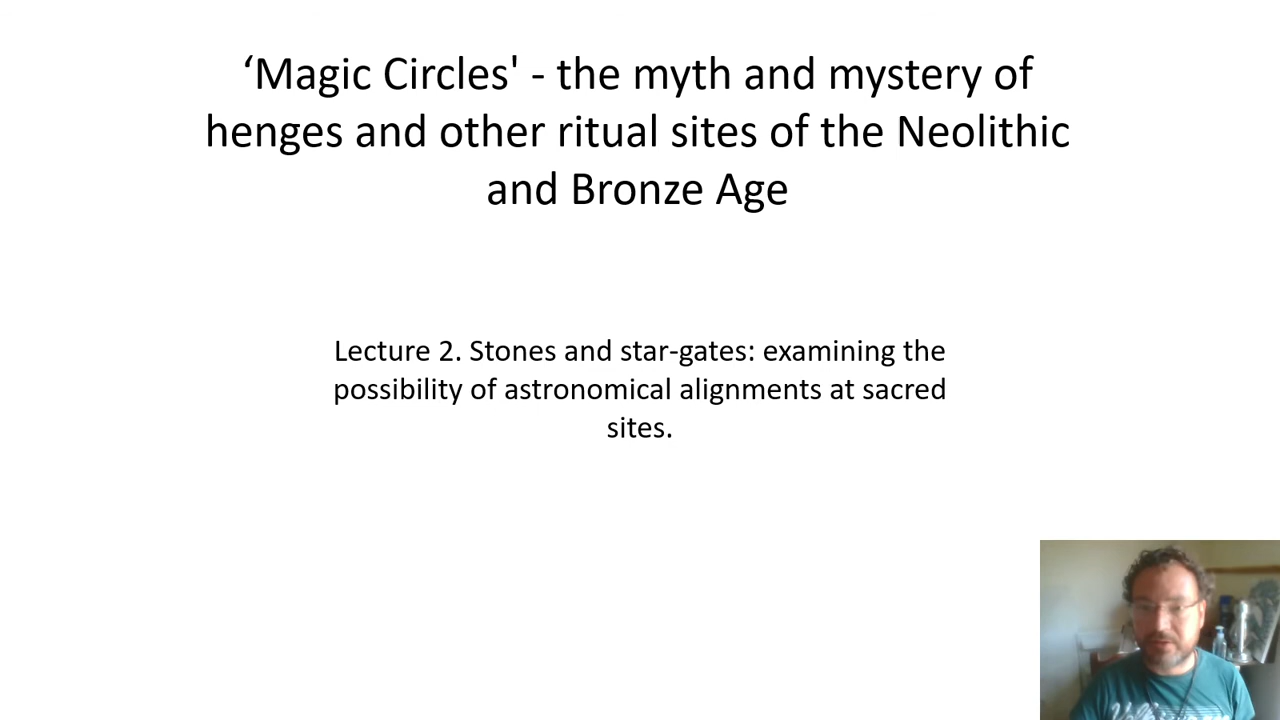 ‘Magic Circles' - the myth and mystery of
henges and other ritual sites of the Neolithic
and Bronze Age
Lecture 2. Stones and star-gates: examining the
possibility of astronomical alignments at sacred
sites.